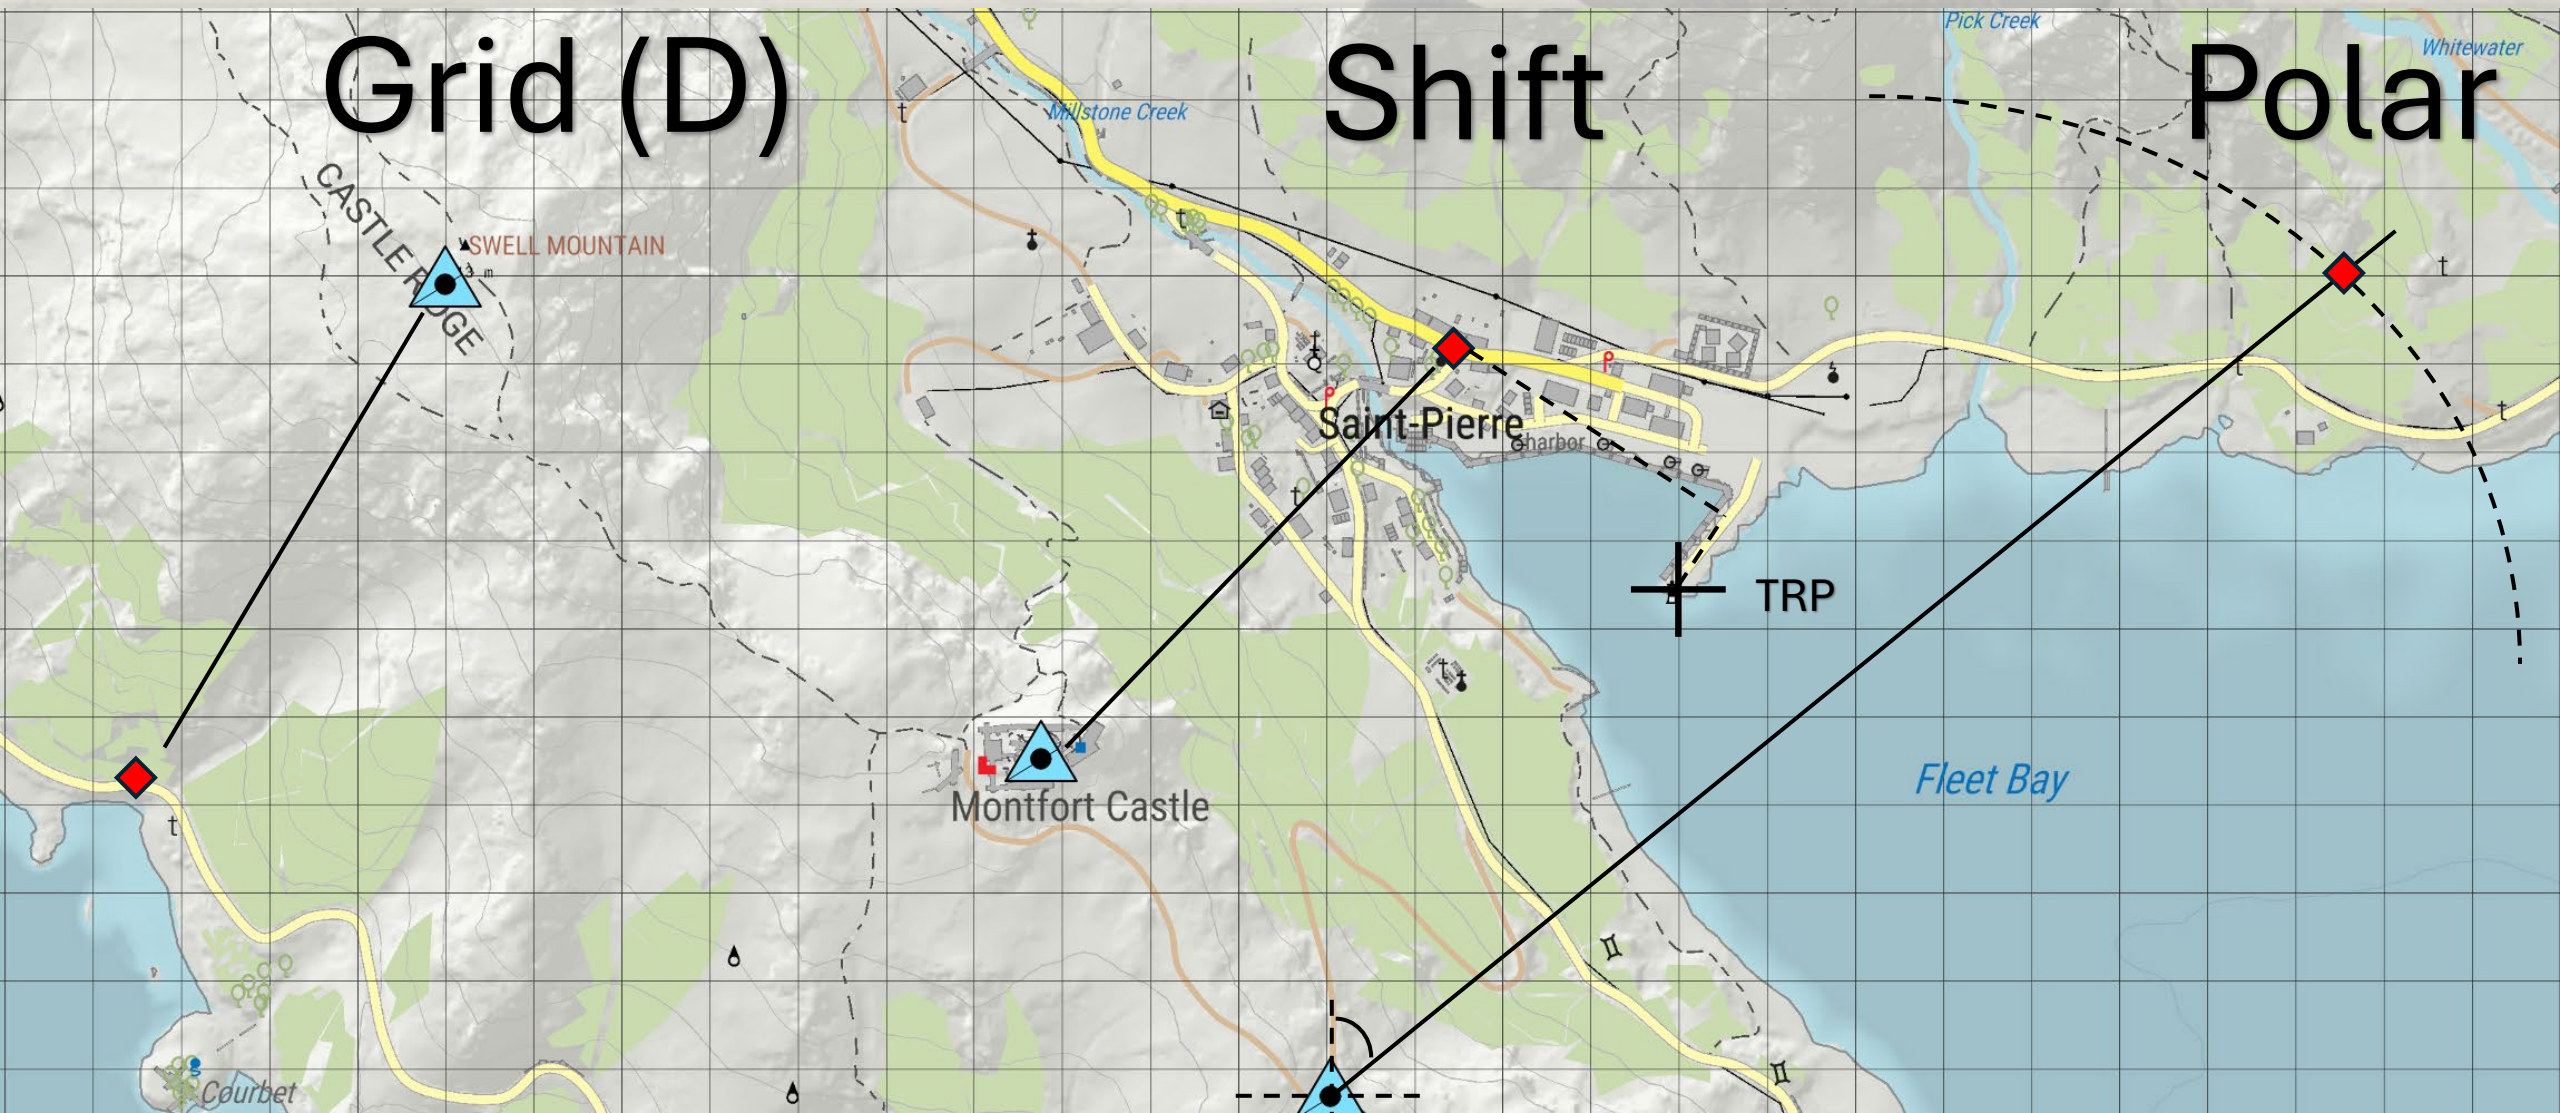 Grid (D)
Shift
Polar
Pick Creek
Whitewater
Millstone Creek
CASTLE RIDGE
SWELL MOUNTAIN
Saint-Pierre
harbor
TRP
Fleet Bay
Montfort Castle
Courbet